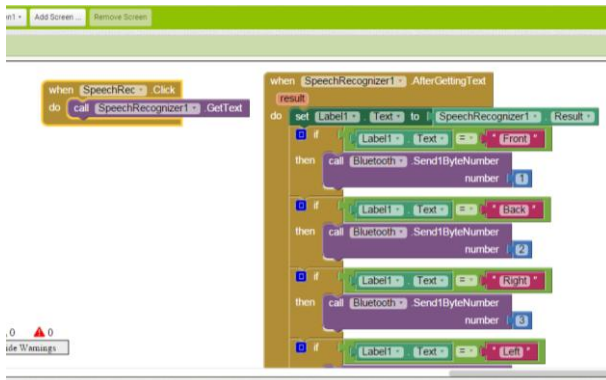 Add Screen ... Remove Screen
when SpeechRec .Click
do call SpeechRecognizer1 .GetText
when SpeechRecognizer1 .AfterGettingText
result
do set Label1 . Text to SpeechRecognizer1 . Result
if Label1 . Text = " Front "
then call Bluetooth .Send1ByteNumber
number 1
if Label1 . Text = " Back "
then call Bluetooth .Send1ByteNumber
number 2
if Label1 . Text = " Right "
then call Bluetooth .Send1ByteNumber
number 3
if Label1 . Text = " Left "
0 0
Warnings